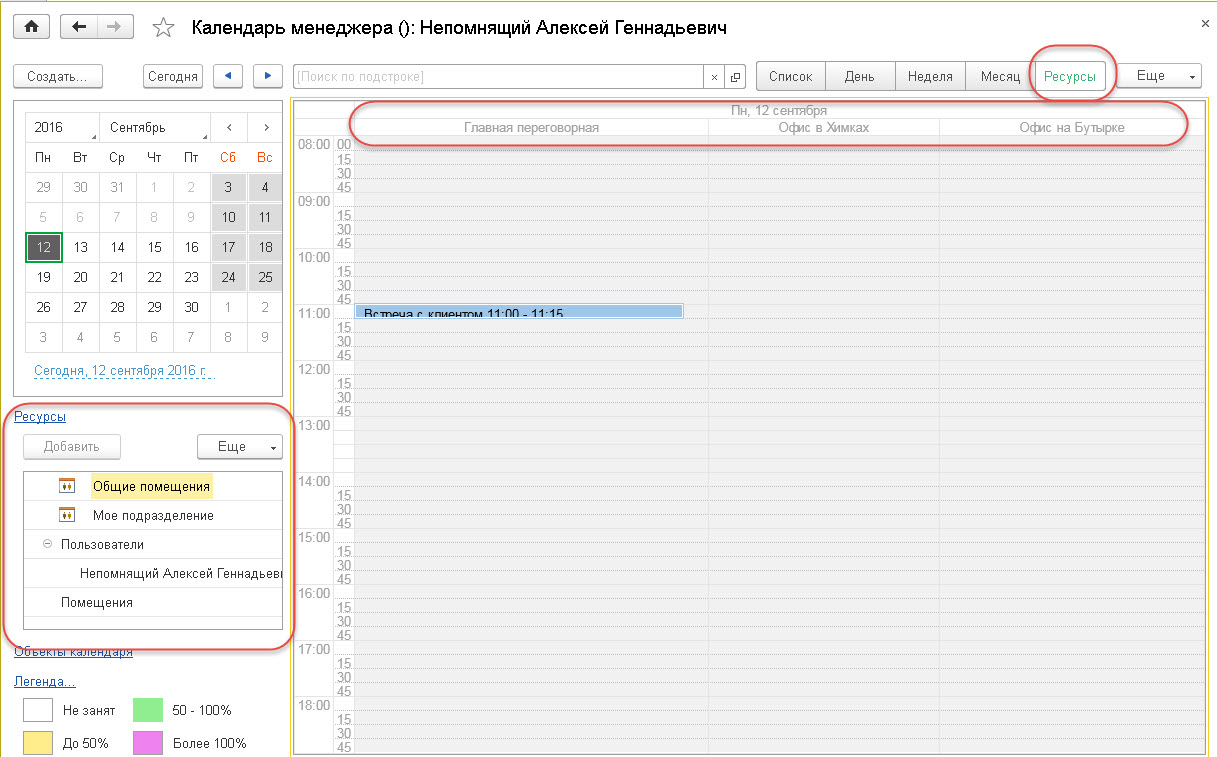 Календарь менеджера (): Непомнящий Алексей Геннадьевич
×
Создать...
Сегодня
[Поиск по подстроке]
×
Список
День
Неделя
Месяц
Ресурсы
Еще
2016
Сентябрь
Пн Вт Ср Чт Пт Сб Вс
29 30 31 1 2 3 4
5 6 7 8 9 10 11
12 13 14 15 16 17 18
19 20 21 22 23 24 25
26 27 28 29 30 1 2
3 4 5 6 7 8 9
Сегодня, 12 сентября 2016 г.
Ресурсы
Добавить
Еще
Общие помещения
Мое подразделение
Пользователи
Непомнящий Алексей Геннадьеви
Помещения
Объекты календаря
Легенда...
Не занят
50 - 100%
До 50%
Более 100%
Пн, 12 сентября
Главная переговорная
Офис в Химках
Офис на Бутырке
08:00 00
15
30
45
09:00
15
30
45
10:00
15
30
45
11:00
Встреча с клиентом 11:00 - 11:15
15
30
45
12:00
15
30
45
13:00
14:00
15
30
45
15:00
15
30
45
16:00
15
30
45
17:00
15
30
45
18:00
15
30
45